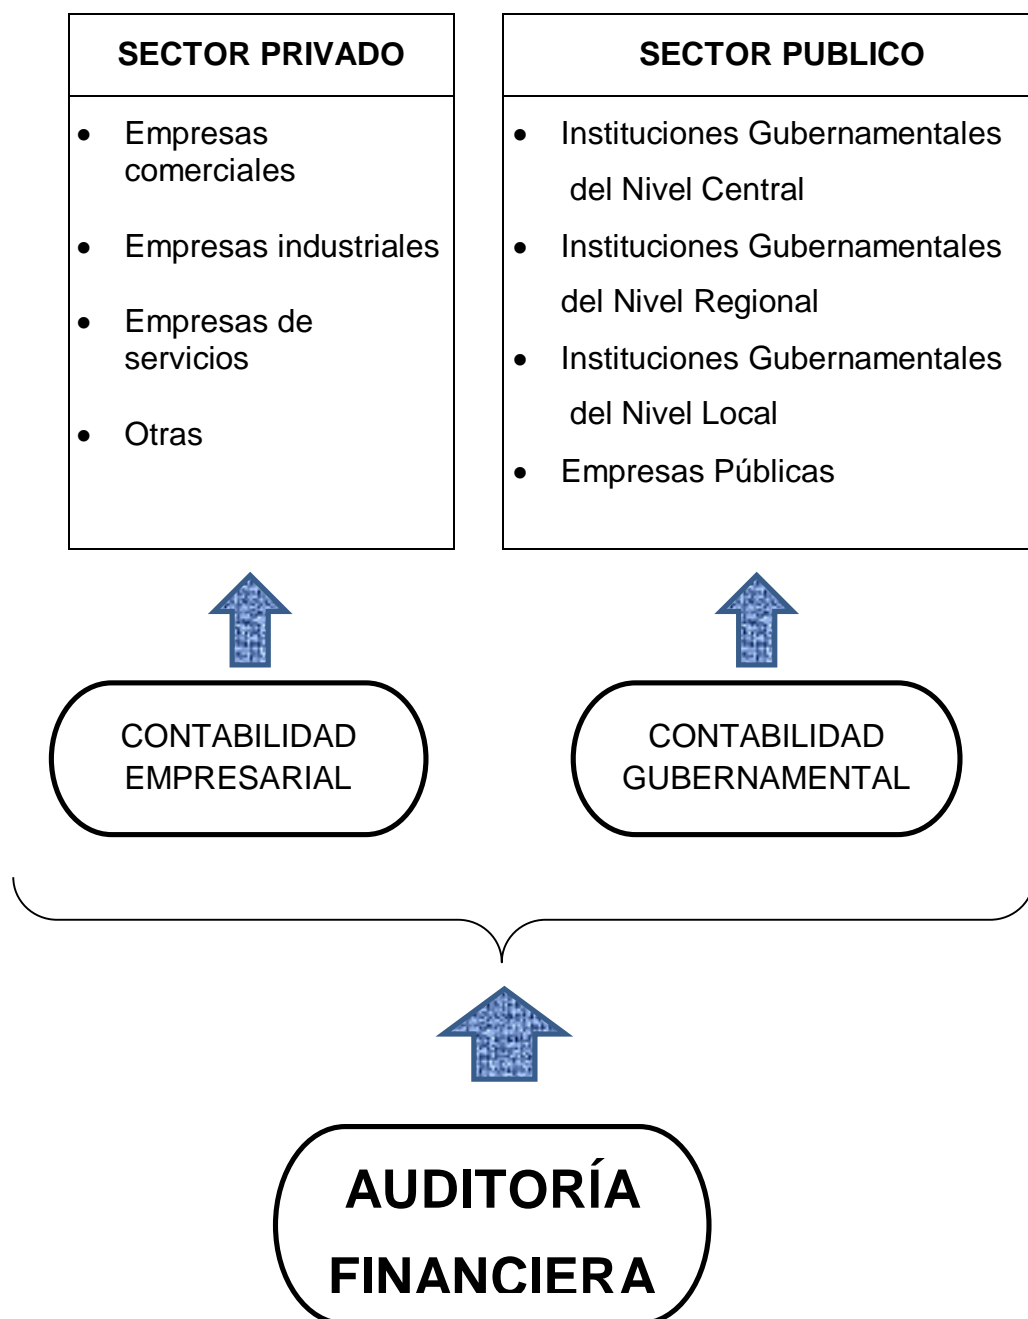 SECTOR PRIVADO
• Empresas
comerciales
• Empresas industriales
• Empresas de
servicios
• Otras
SECTOR PUBLICO
• Instituciones Gubernamentales
del Nivel Central
• Instituciones Gubernamentales
del Nivel Regional
• Instituciones Gubernamentales
del Nivel Local
• Empresas Públicas
CONTABILIDAD
EMPRESARIAL
CONTABILIDAD
GUBERNAMENTAL
AUDITORÍA
FINANCIERA